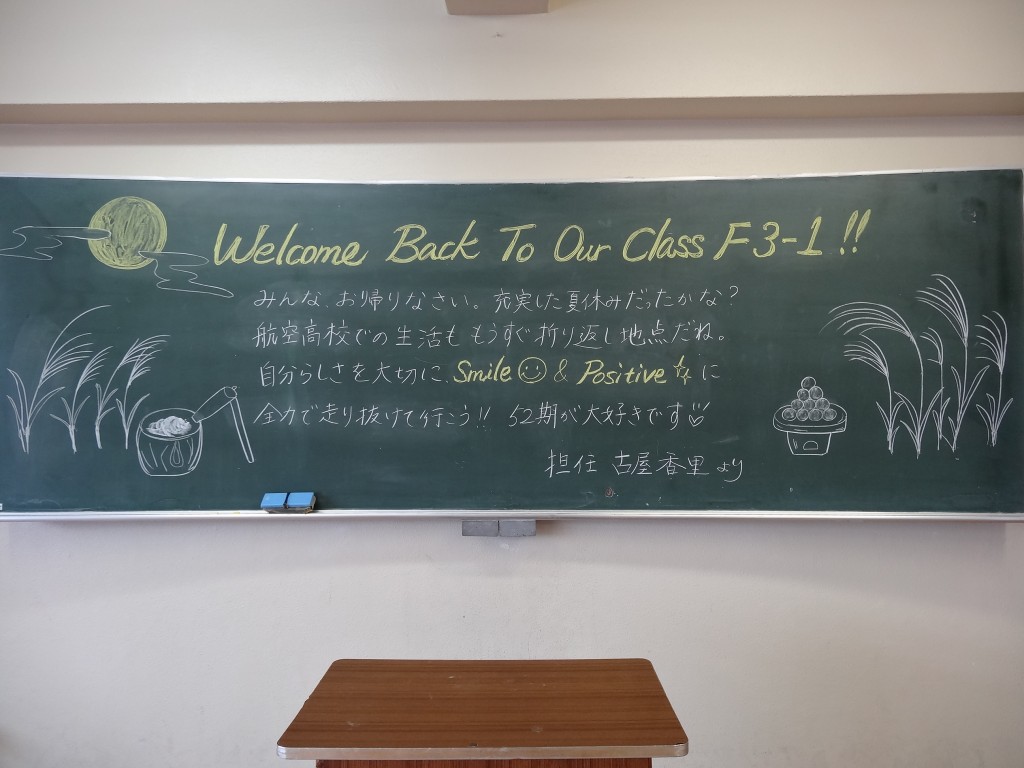 Welcome Back To Our Class F3-1!!
みんな、お帰りなさい。充実した夏休みだったかな?
航空高校での生活も もうすぐ折り返し地点だね。
自分らしさを大切に、Smile☺ & Positive✨に
全力で走り抜けて行こう!! 52期が大好きです♡
担任 古屋香里より